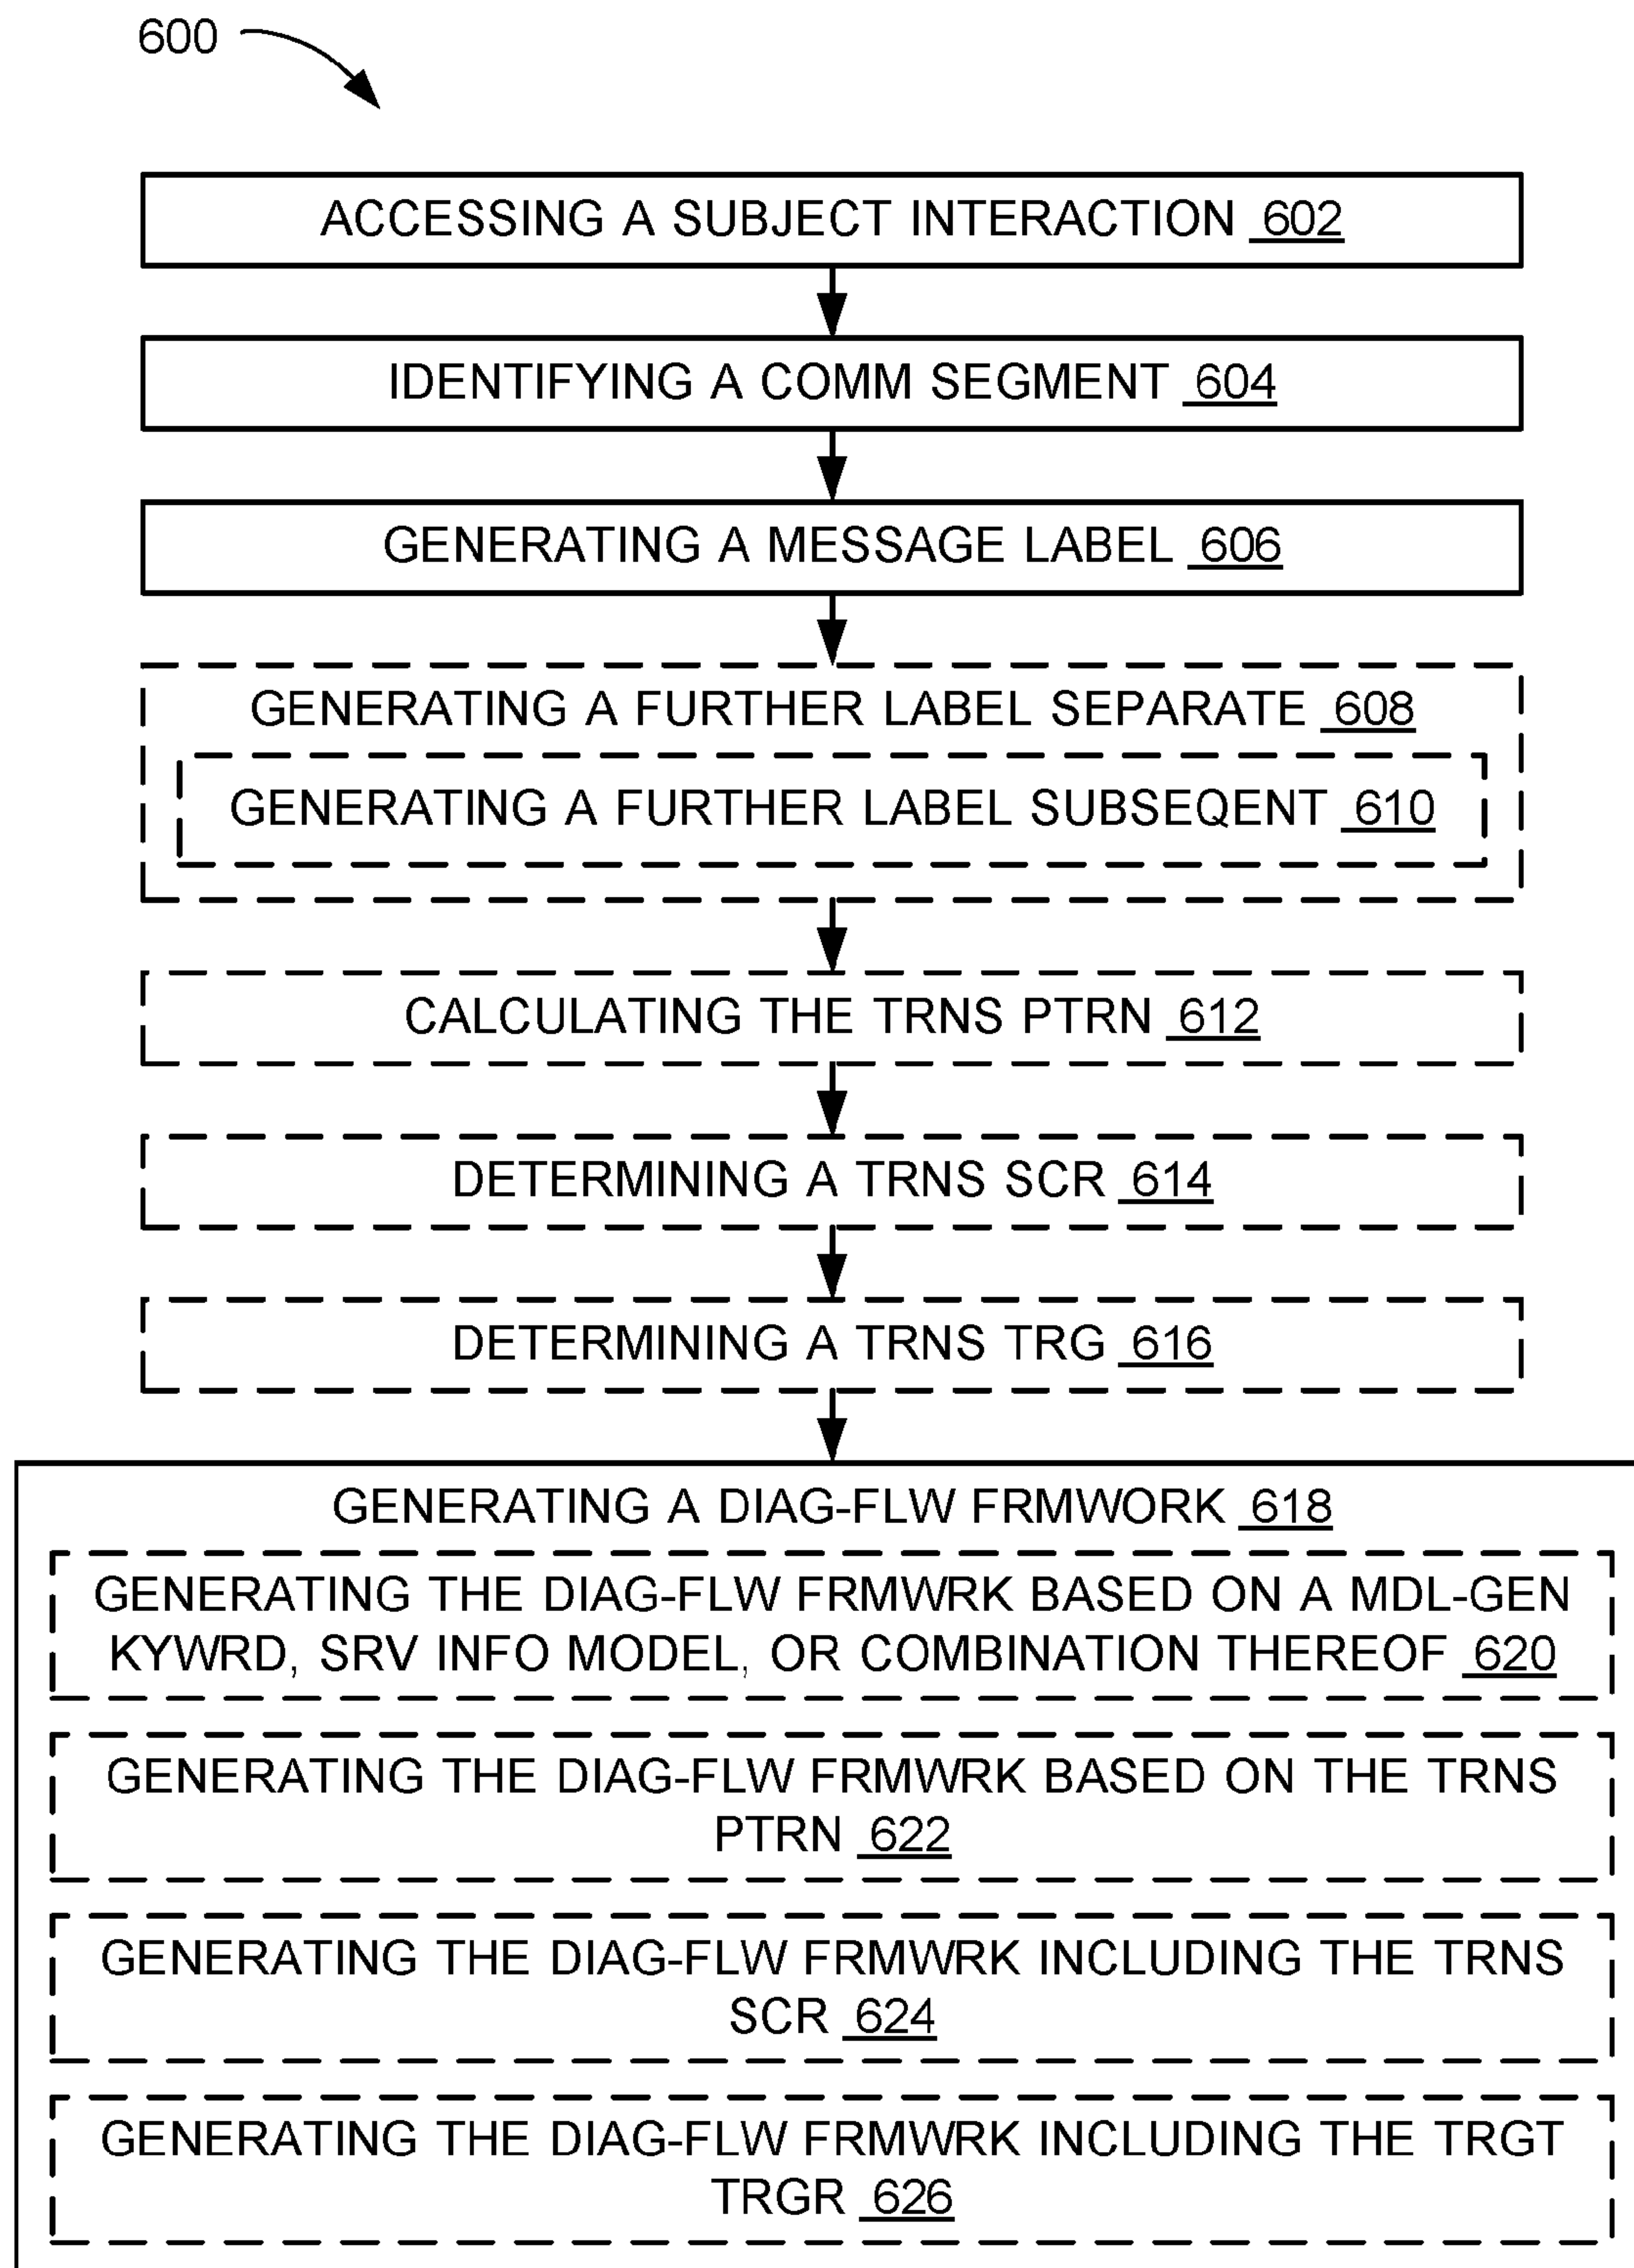 600
ACCESSING A SUBJECT INTERACTION 602
IDENTIFYING A COMM SEGMENT 604
GENERATING A MESSAGE LABEL 606
GENERATING A FURTHER LABEL SEPARATE 608
GENERATING A FURTHER LABEL SUBSEQENT 610
CALCULATING THE TRNS PTRN 612
DETERMINING A TRNS SCR 614
DETERMINING A TRNS TRG 616
GENERATING A DIAG-FLW FRMWORK 618
GENERATING THE DIAG-FLW FRMWRK BASED ON A MDL-GEN
KYWRD, SRV INFO MODEL, OR COMBINATION THEREOF 620
GENERATING THE DIAG-FLW FRMWRK BASED ON THE TRNS
PTRN 622
GENERATING THE DIAG-FLW FRMWRK INCLUDING THE TRNS
SCR 624
GENERATING THE DIAG-FLW FRMWRK INCLUDING THE TRGT
TRGR 626